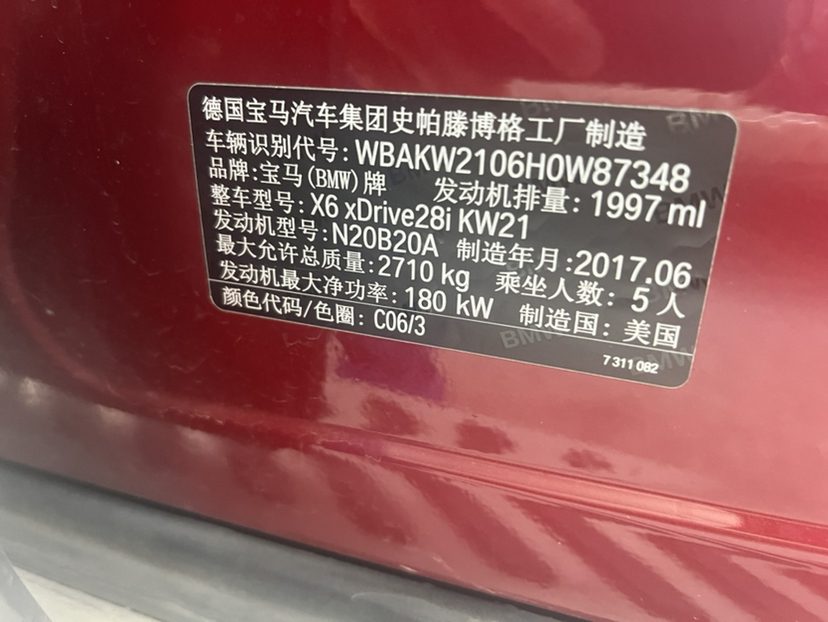 德国宝马汽车集团史帕滕博格工厂制造
车辆识别代号: WBAKW2106H0W87348
品牌: 宝马(BMW)牌 发动机排量: 1997 ml
整车型号: X6 xDrive28i KW21
发动机型号: N20B20A 制造年月: 2017.06
最大允许总质量: 2710 kg 乘坐人数: 5 人
发动机最大净功率: 180 kW 制造国: 美国
颜色代码/色圈: C06/3
7 311 082